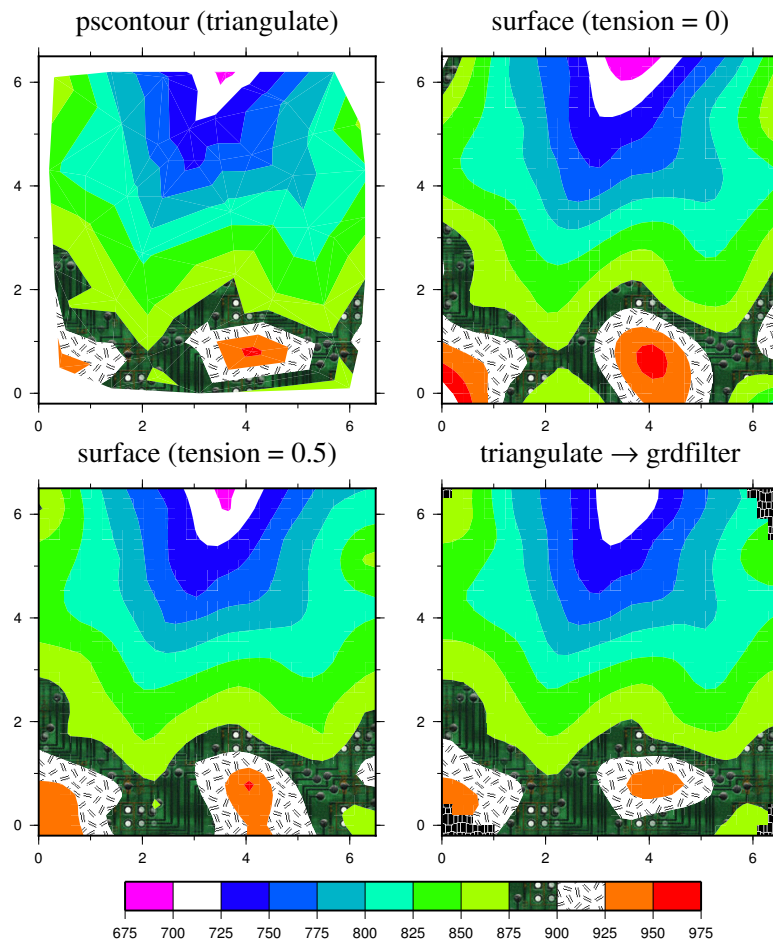 pscontour (triangulate)
surface (tension = 0)
6
4
2
0
0 2 4 6
6
4
2
0
0 2 4 6
surface (tension = 0.5)
triangulate → grdfilter
6
4
2
0
0 2 4 6
6
4
2
0
0 2 4 6
675 700 725 750 775 800 825 850 875 900 925 950 975